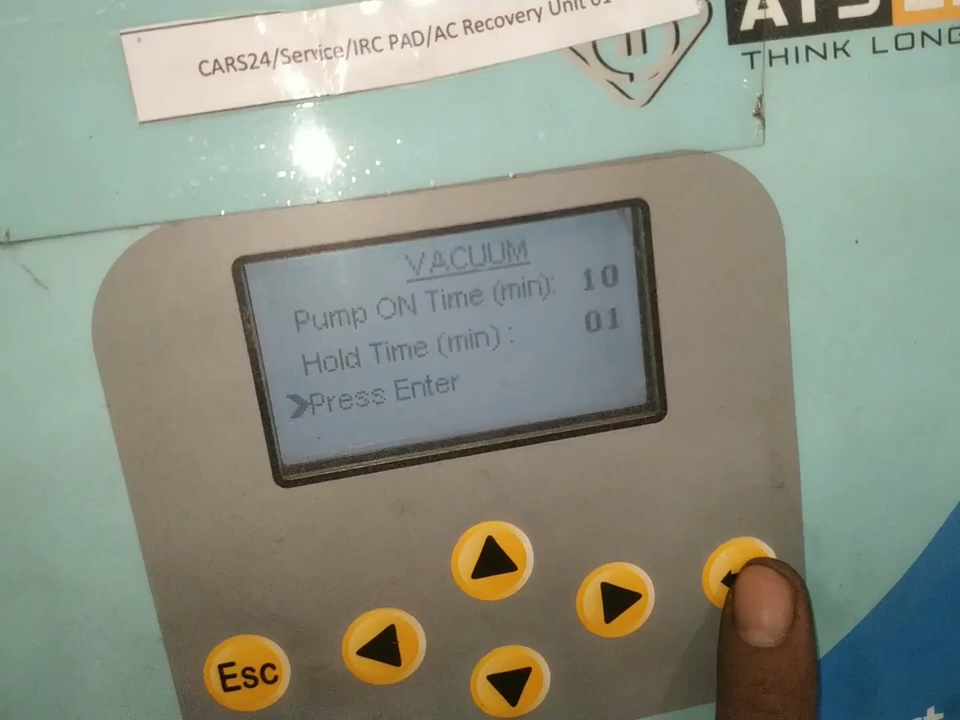 CARS24/Service/IRC PAD/AC Recovery Unit 01
THINK LONG
VACUUM
Pump ON Time (min): 10
Hold Time (min) : 01
Press Enter
Esc